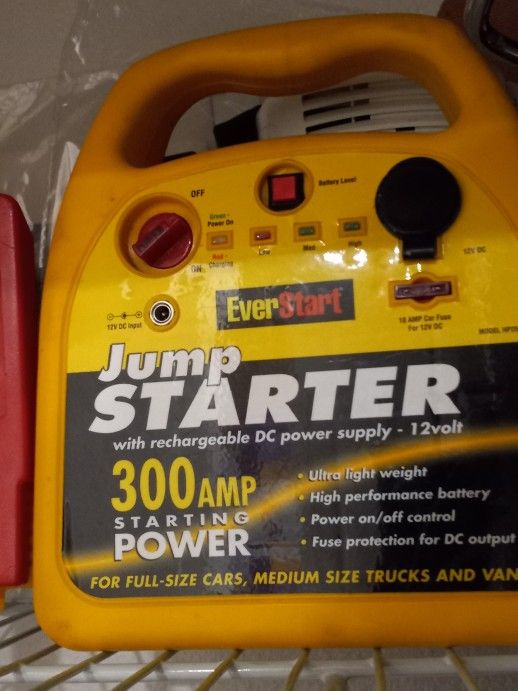 OFF
Battery Level
Green -
Power On
Low
Med
High
Red -
Charging
ON
12V DC
12V DC Input
10 AMP Car Fuse
For 12V DC
EverStart
Jump
STARTER
with rechargeable DC power supply - 12volt
300 AMP
STARTING
POWER
• Ultra light weight
• High performance battery
• Power on/off control
• Fuse protection for DC output
FOR FULL-SIZE CARS, MEDIUM SIZE TRUCKS AND VAN